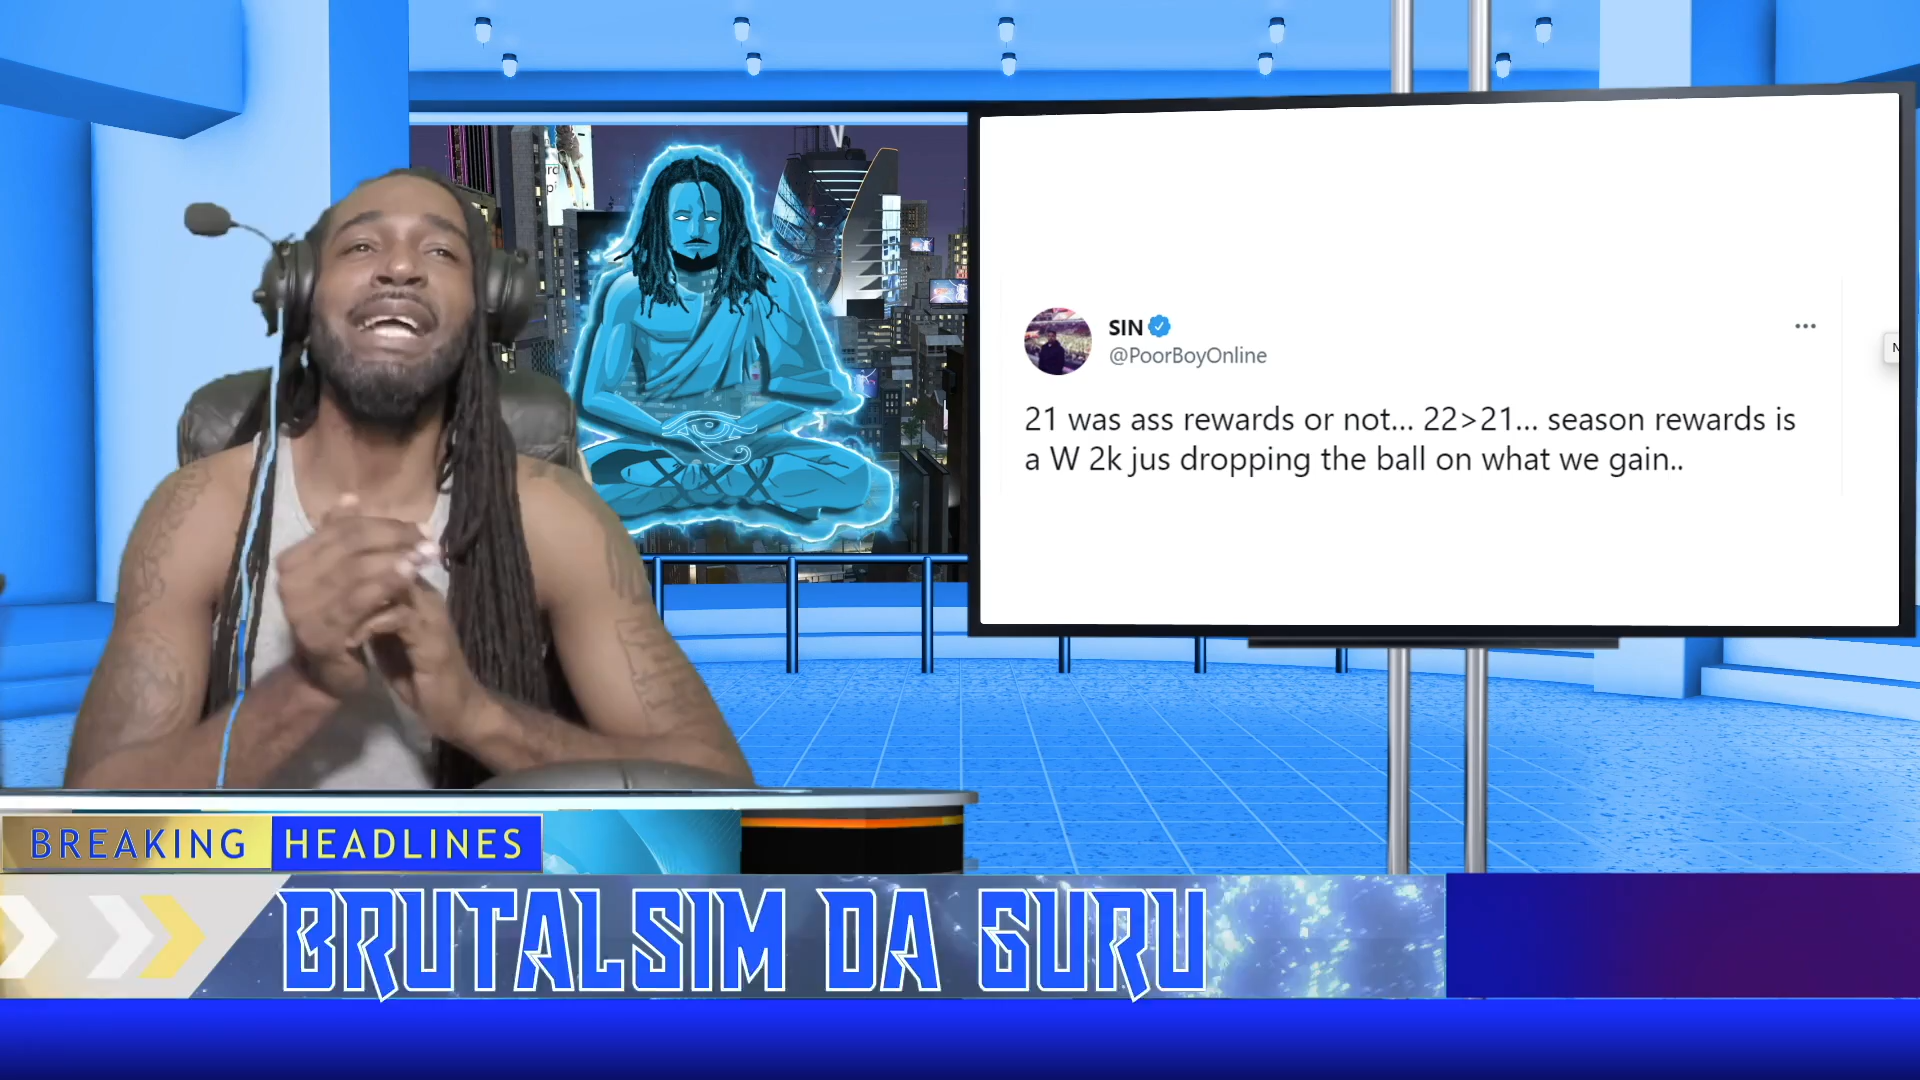 SIN
@PoorBoyOnline
21 was ass rewards or not... 22>21... season rewards is
a W 2k jus dropping the ball on what we gain..
BREAKING HEADLINES
BRUTALSIM DA GURU